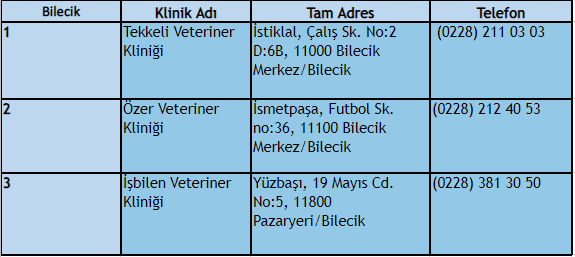 Bilecik Klinik Adı Tam Adres Telefon
1 Tekkeli Veteriner İstiklal, Çalış Sk. No:2 (0228) 211 03 03
Kliniği D:6B, 11000 Bilecik
Merkez/Bilecik
2 Özer Veteriner İsmetpaşa, Futbol Sk. (0228) 212 40 53
Kliniği no:36, 11100 Bilecik
Merkez/Bilecik
3 İşbilen Veteriner Yüzbaşı, 19 Mayıs Cd. (0228) 381 30 50
Kliniği No:5, 11800
Pazaryeri/Bilecik